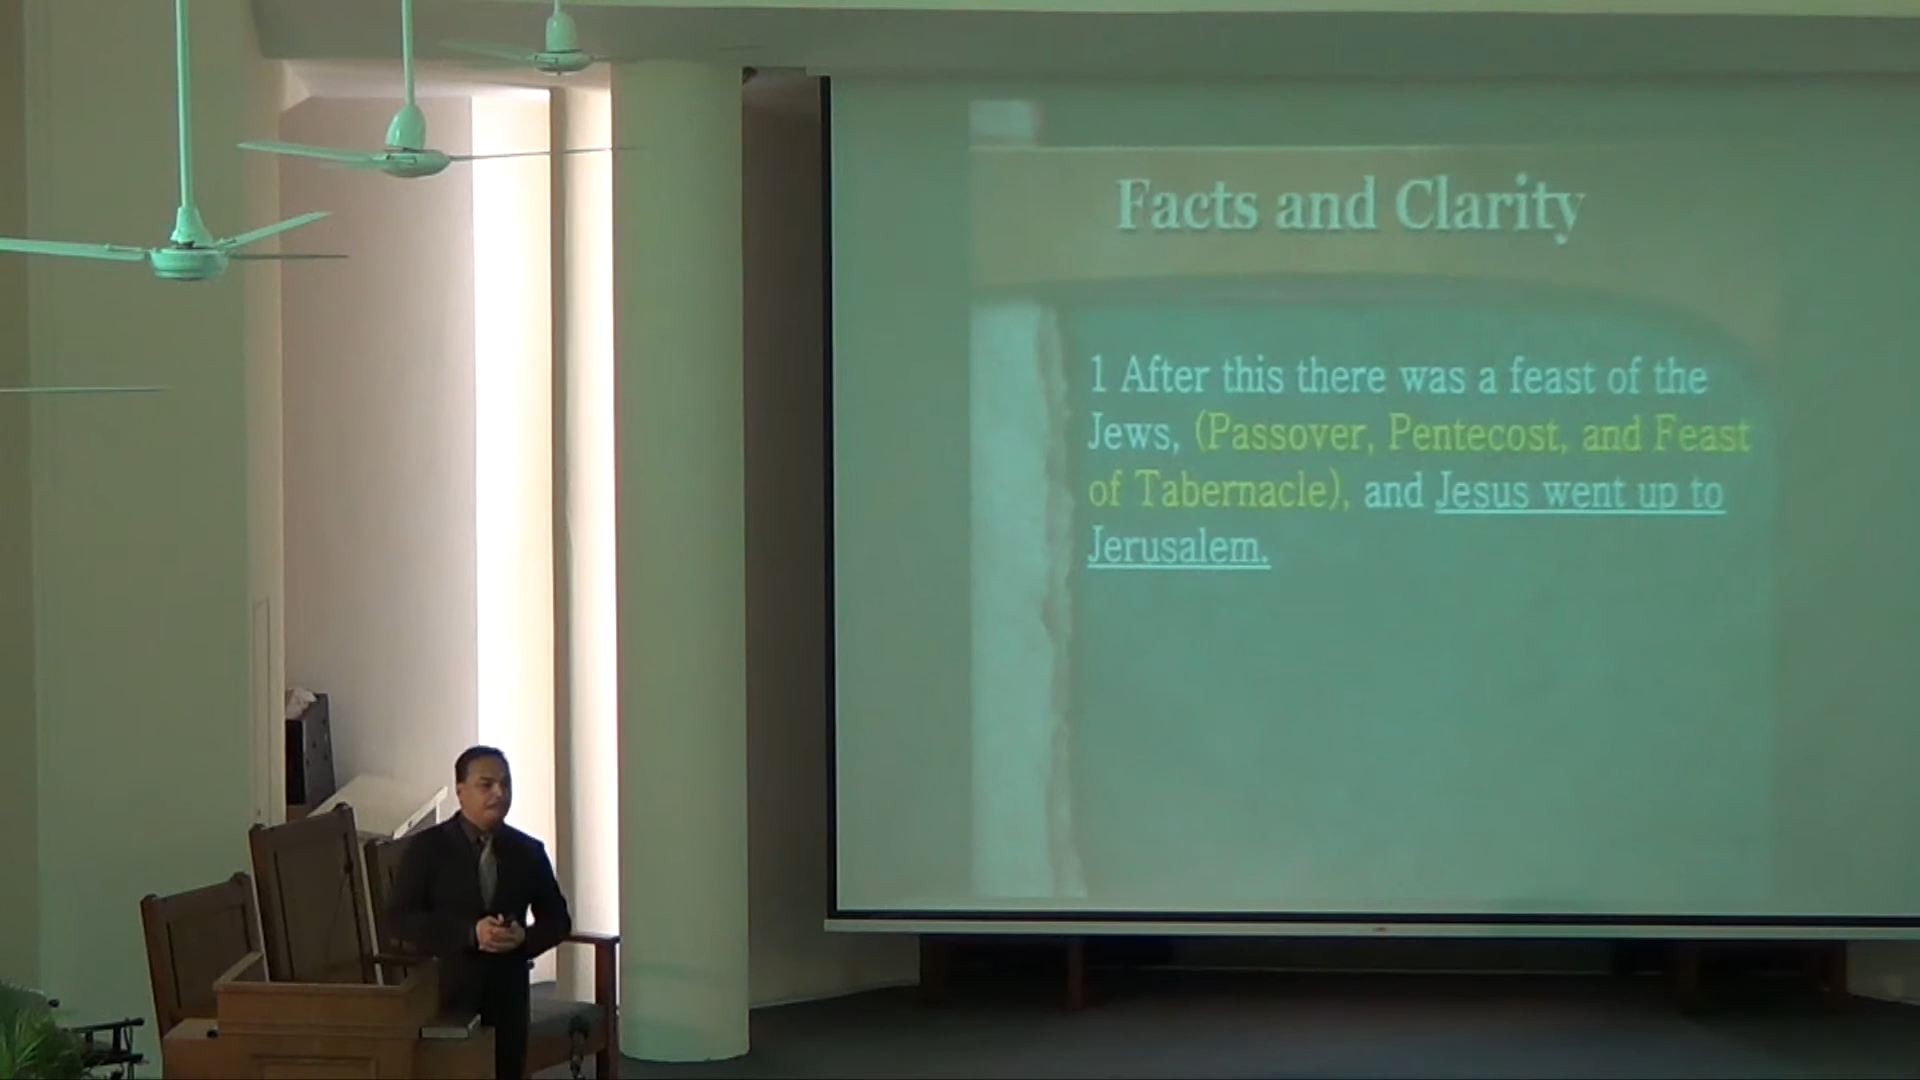 Facts and Clarity
1 After this there was a feast of the
Jews, (Passover, Pentecost, and Feast
of Tabernacle), and Jesus went up to
Jerusalem.